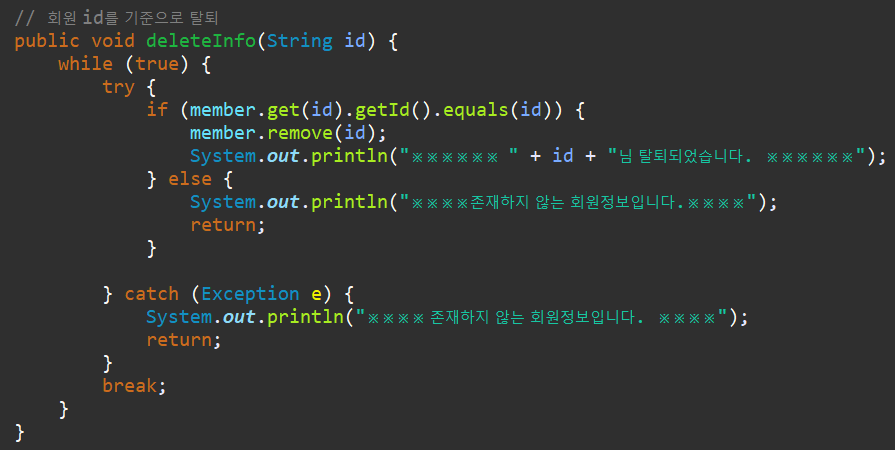 // 회원 id를 기준으로 탈퇴
public void deleteInfo(String id) {
    while (true) {
        try {
            if (member.get(id).getId().equals(id)) {
                member.remove(id);
                System.out.println("※※※※※※ " + id + "님 탈퇴되었습니다. ※※※※※※");
            } else {
                System.out.println("※※※※존재하지 않는 회원정보입니다.※※※※");
                return;
            }

        } catch (Exception e) {
            System.out.println("※※※※ 존재하지 않는 회원정보입니다. ※※※※");
            return;
        }
        break;
    }
}